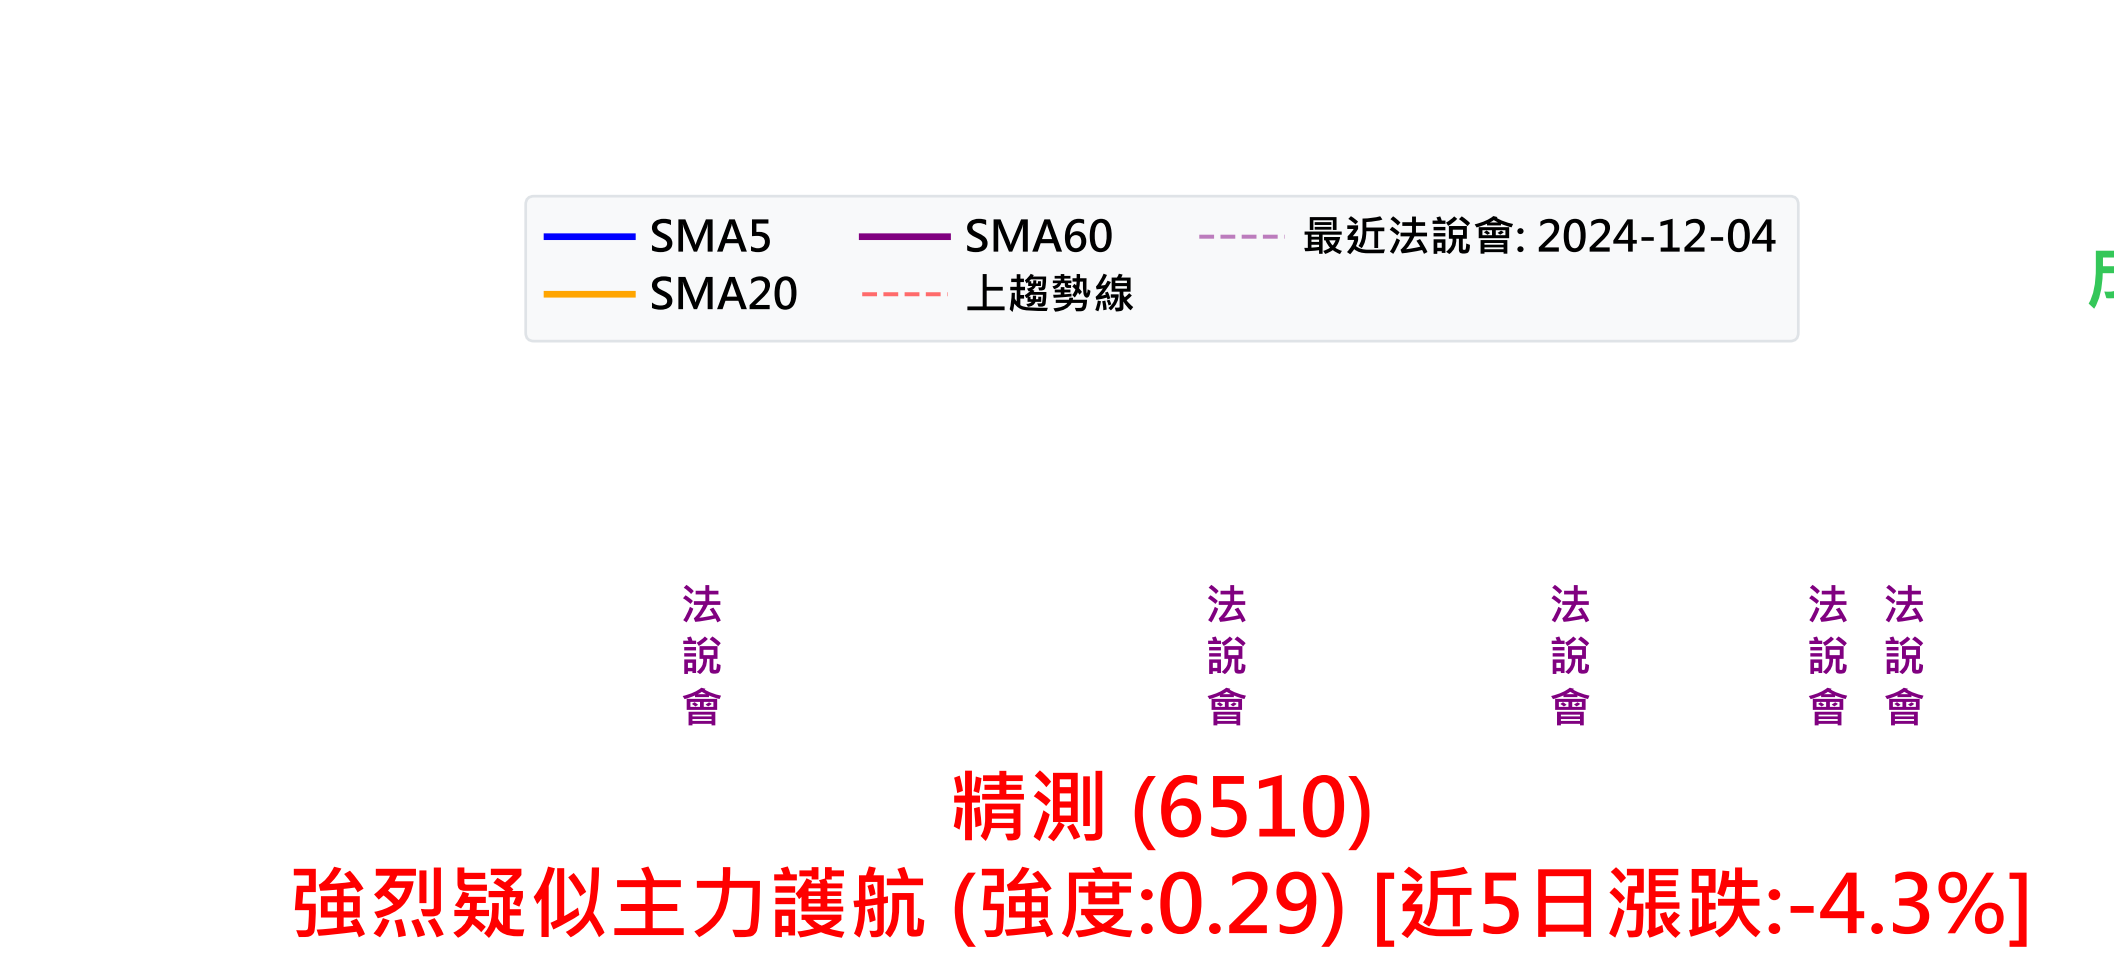 SMA5
SMA20
SMA60
上趨勢線
最近法說會: 2024-12-04
法說會
法說會
法說會
法說會
法說會
精測 (6510)
強烈疑似主力護航 (強度:0.29) [近5日漲跌:-4.3%]